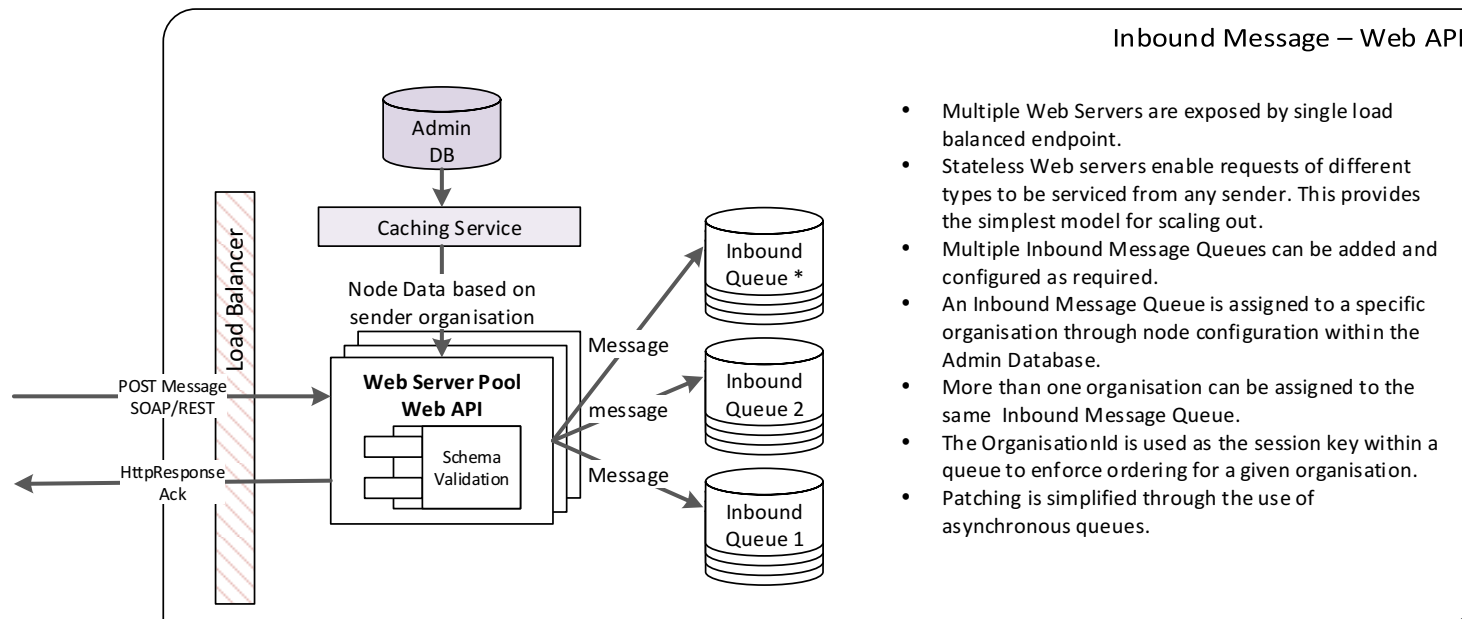 Inbound Message – Web API
Admin
DB
Caching Service
Node Data based on
sender organisation
Load Balancer
POST Message
SOAP/REST
HttpResponse
Ack
Web Server Pool
Web API
Schema
Validation
Message
message
Message
Inbound
Queue *
Inbound
Queue 2
Inbound
Queue 1
• Multiple Web Servers are exposed by single load
balanced endpoint.
• Stateless Web servers enable requests of different
types to be serviced from any sender. This provides
the simplest model for scaling out.
• Multiple Inbound Message Queues can be added and
configured as required.
• An Inbound Message Queue is assigned to a specific
organisation through node configuration within the
Admin Database.
• More than one organisation can be assigned to the
same Inbound Message Queue.
• The OrganisationId is used as the session key within a
queue to enforce ordering for a given organisation.
• Patching is simplified through the use of
asynchronous queues.